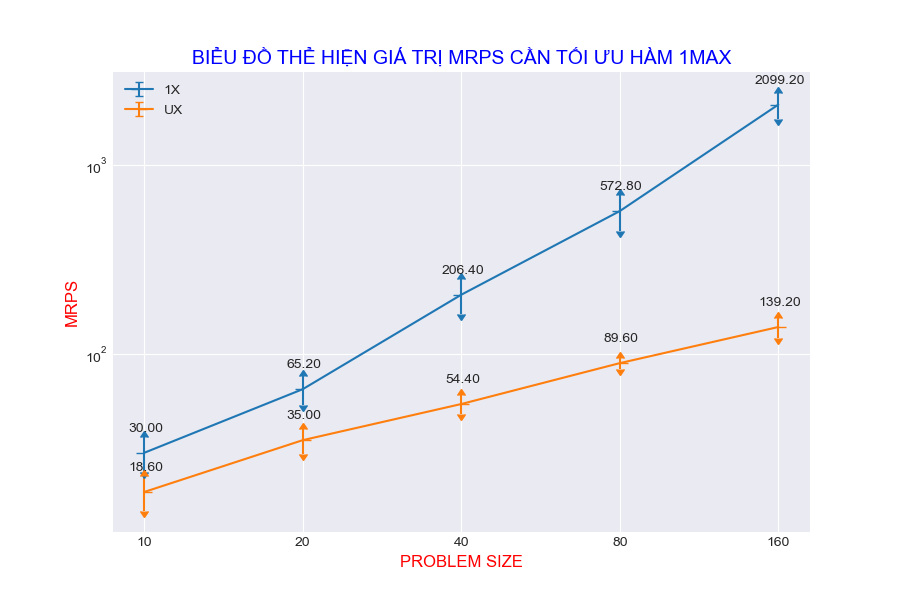 BIỂU ĐỒ THỂ HIỆN GIÁ TRỊ MRPS CẦN TỐI ƯU HÀM 1MAX
1X
UX
2099.20
10³
572.80
206.40
139.20
MRPS
89.60
10²
65.20
54.40
35.00
30.00
18.60
10 20 40 80 160
PROBLEM SIZE